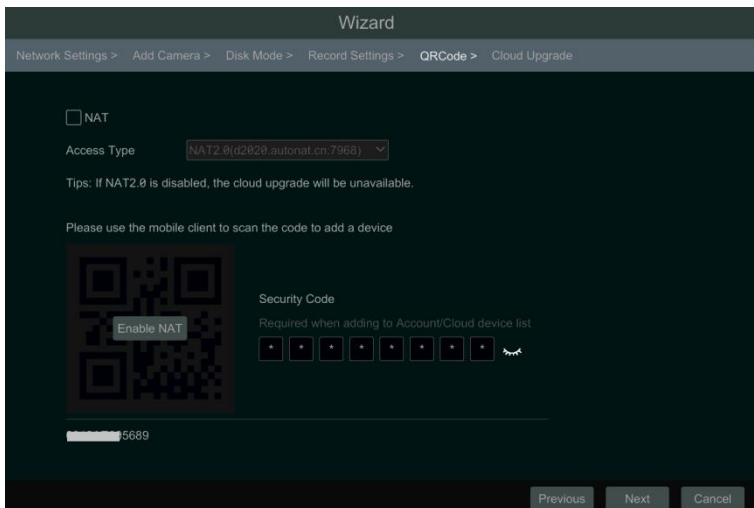 Wizard
Network Settings > Add Camera > Disk Mode > Record Settings > QRCode > Cloud Upgrade
NAT
Access Type NAT2.0(d2020.autonat.cn:7968)
Tips: If NAT2.0 is disabled, the cloud upgrade will be unavailable.
Please use the mobile client to scan the code to add a device
Security Code
Enable NAT
Required when adding to Account/Cloud device list
* * * * * * * *
5689
Previous Next Cancel